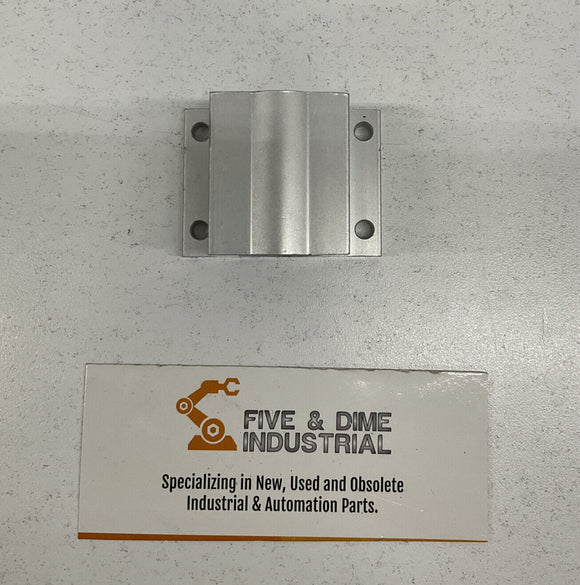 FIVE & DIME
INDUSTRIAL
Specializing in New, Used and Obsolete
Industrial & Automation Parts.